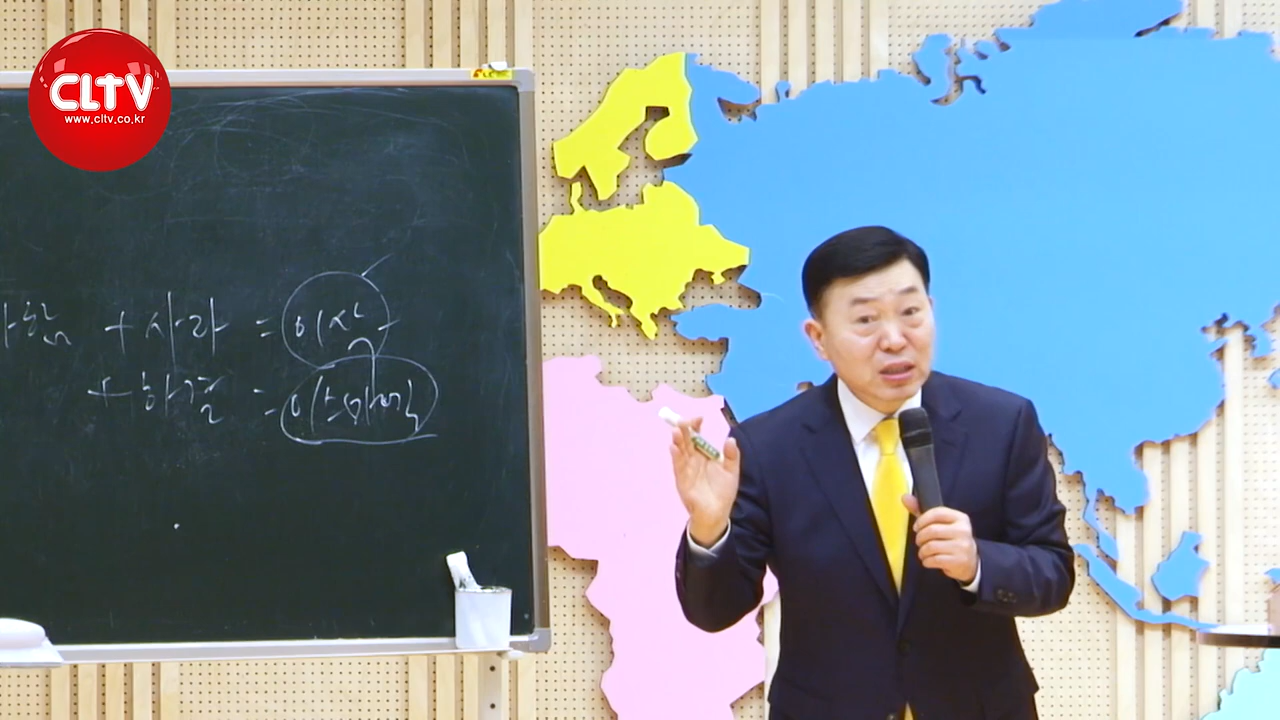 CLTV
www.cltv.co.kr
+ 사라 = 이삭
+ 하갈 = 이스마엘